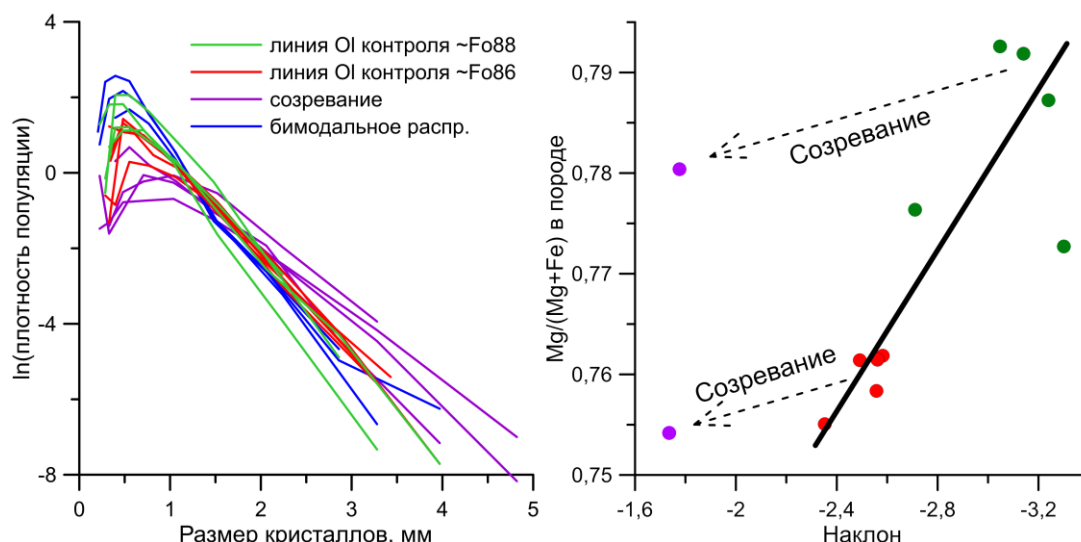 4
0
-4
-8
ln(плотность популяции)
линия Ol контроля ~Fo88
линия Ol контроля ~Fo86
созревание
бимодальное распр.
0
1
2
3
4
5
Размер кристаллов, мм
0,79
0,78
0,77
0,76
0,75
Mg/(Mg+Fe) в породе
Созревание
Созревание
-1,6
-2
-2,4
-2,8
-3,2
Наклон